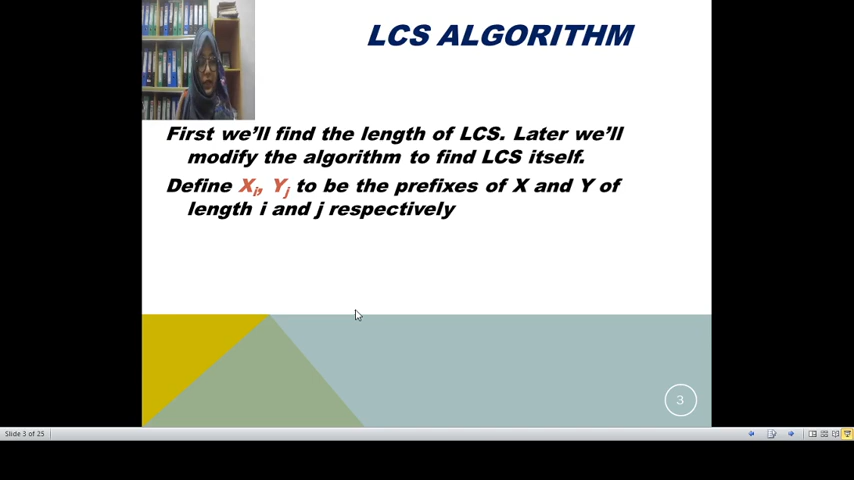 LCS ALGORITHM
First we'll find the length of LCS. Later we'll
modify the algorithm to find LCS itself.
Define Xi, Yj to be the prefixes of X and Y of
length i and j respectively
3
Slide 3 of 25